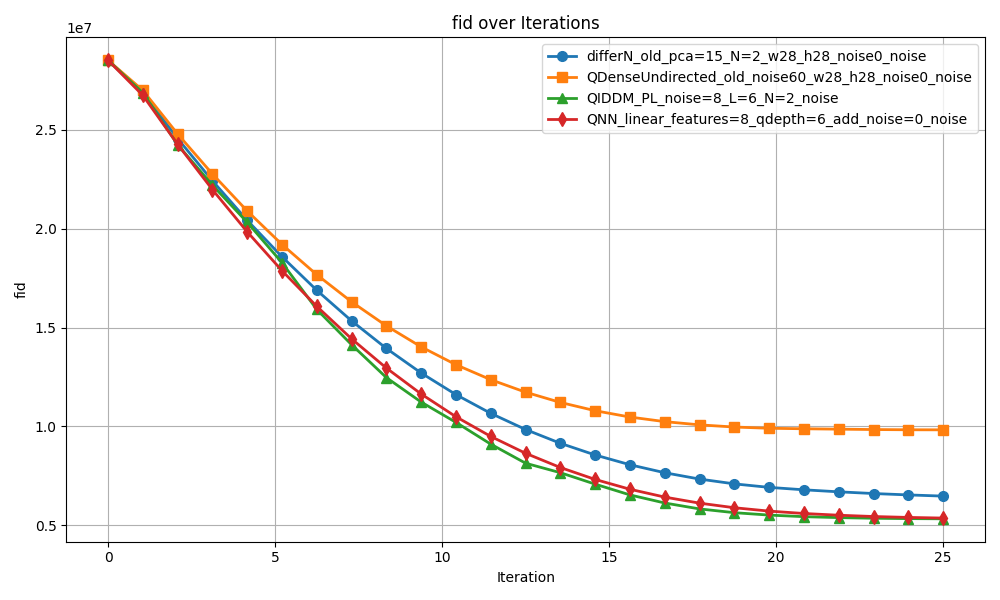 fid over Iterations
1e7
differN_old_pca=15_N=2_w28_h28_noise0_noise
QDenseUndirected_old_noise60_w28_h28_noise0_noise
QIDDM_PL_noise=8_L=6_N=2_noise
QNN_linear_features=8_qdepth=6_add_noise=0_noise
2.5
2.0
1.5
1.0
0.5
fid
0 5 10 15 20 25
Iteration